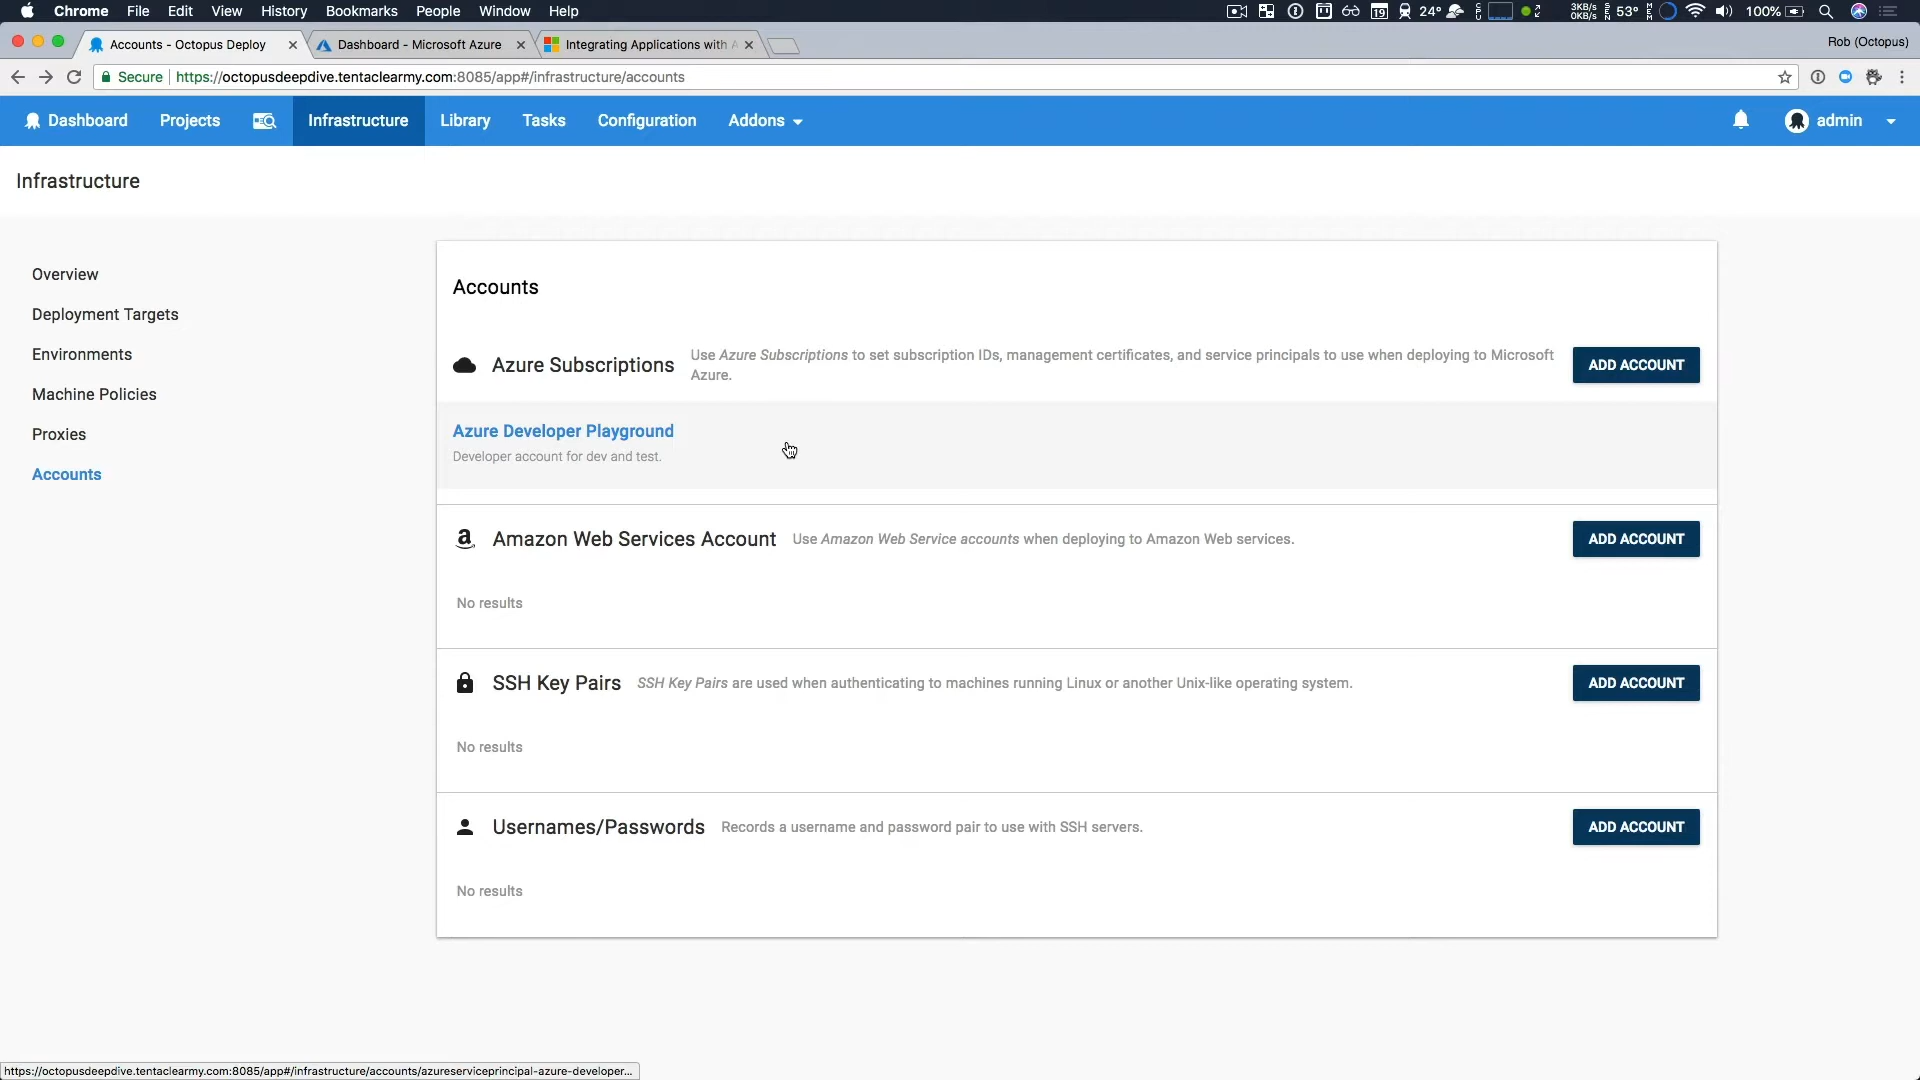 Chrome File Edit View History Bookmarks People Window Help
19 24° 3KB/s 0KB/s 53° 100%
Accounts - Octopus Deploy
Dashboard - Microsoft Azure
Integrating Applications with
Rob (Octopus)
Secure https://octopusdeepdive.tentaclearmy.com:8085/app#/infrastructure/accounts
Dashboard Projects Infrastructure Library Tasks Configuration Addons admin
Infrastructure
Overview
Deployment Targets
Environments
Machine Policies
Proxies
Accounts
Accounts
Azure Subscriptions
Use Azure Subscriptions to set subscription IDs, management certificates, and service principals to use when deploying to Microsoft
Azure.
ADD ACCOUNT
Azure Developer Playground
Developer account for dev and test.
Amazon Web Services Account
Use Amazon Web Service accounts when deploying to Amazon Web services.
ADD ACCOUNT
No results
SSH Key Pairs
SSH Key Pairs are used when authenticating to machines running Linux or another Unix-like operating system.
ADD ACCOUNT
No results
Usernames/Passwords
Records a username and password pair to use with SSH servers.
ADD ACCOUNT
No results
https://octopusdeepdive.tentaclearmy.com:8085/app#/infrastructure/accounts/azureserviceprincipal-azure-developer...